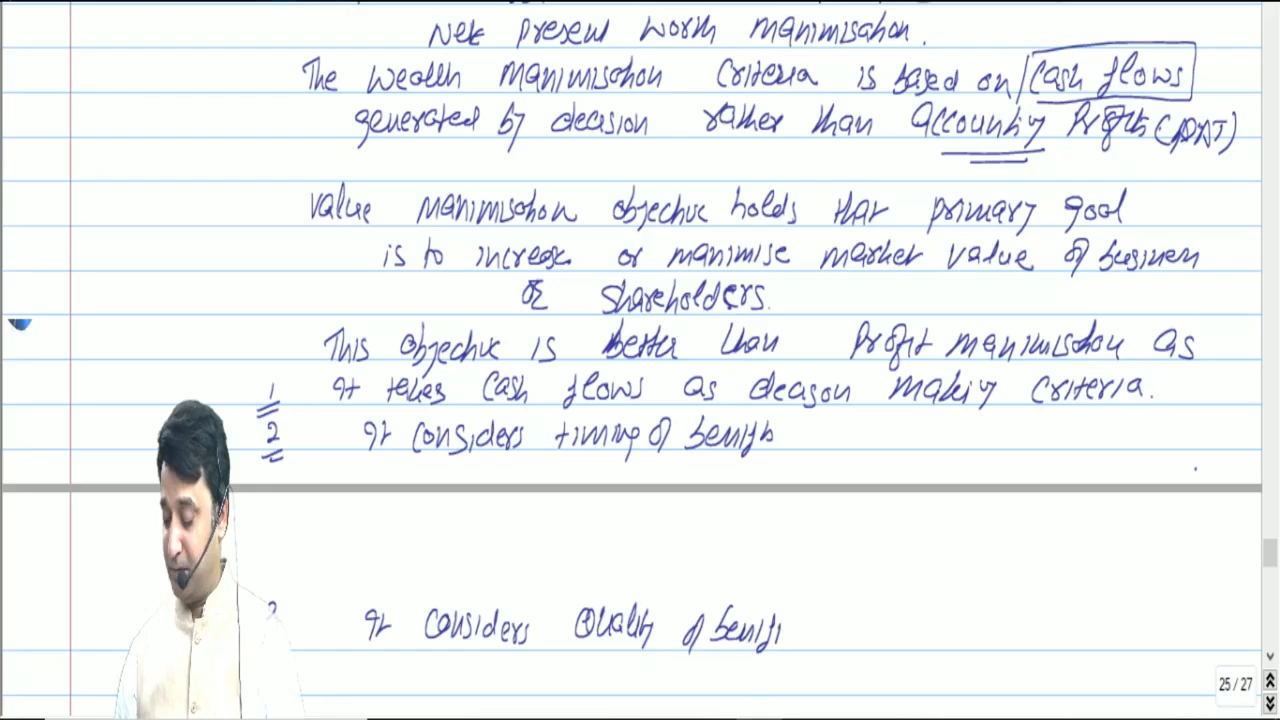 Net present worth maximisation.
The wealth maximisation criteria is based on cash flows
generated by decision rather than accounting profits (PAT)
value maximisation objective holds that primary goal
is to increase or maximise market value of business
or shareholders.
This objective is better than profit maximisation as
1 It takes cash flows as decision making criteria.
2 It considers timing of benifits
3 It considers Quality of benifi
25 / 27